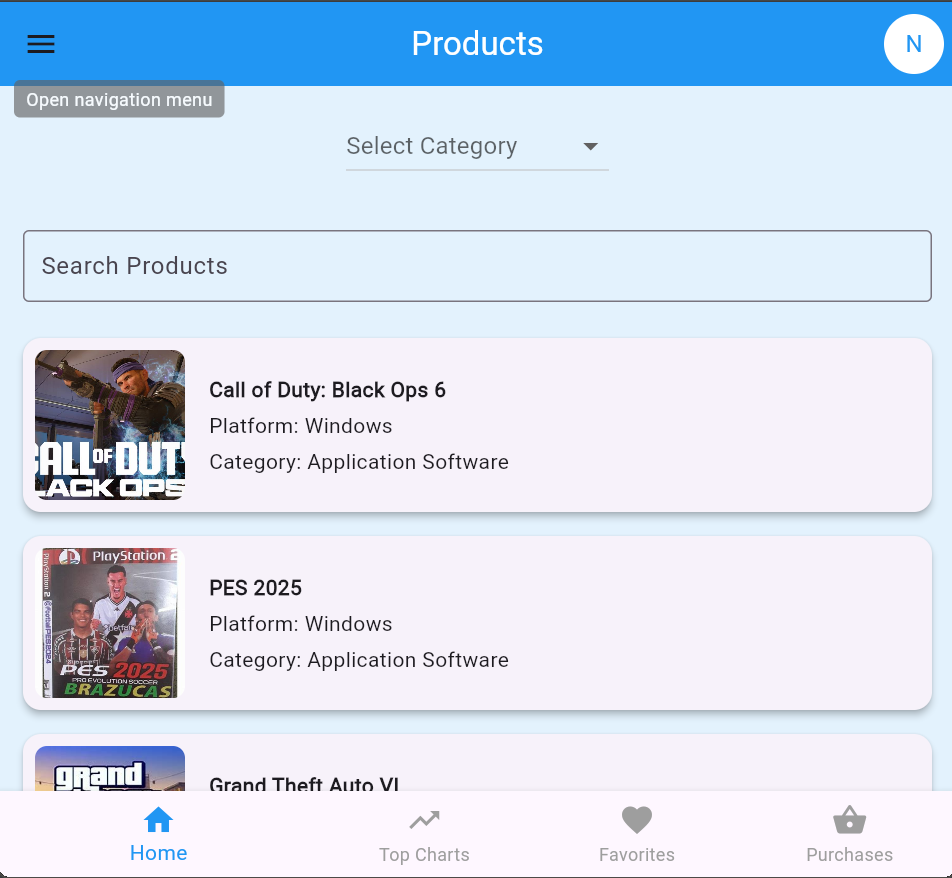 Products
N
Open navigation menu
Select Category
Search Products
CALL OF DUTY
BLACK OPS
Call of Duty: Black Ops 6
Platform: Windows
Category: Application Software
PlayStation 2
PES 2025
PRO EVOLUTION SOCCER
BRAZUCAS
PES 2025
Platform: Windows
Category: Application Software
grand
Grand Theft Auto VI
Home
Top Charts
Favorites
Purchases